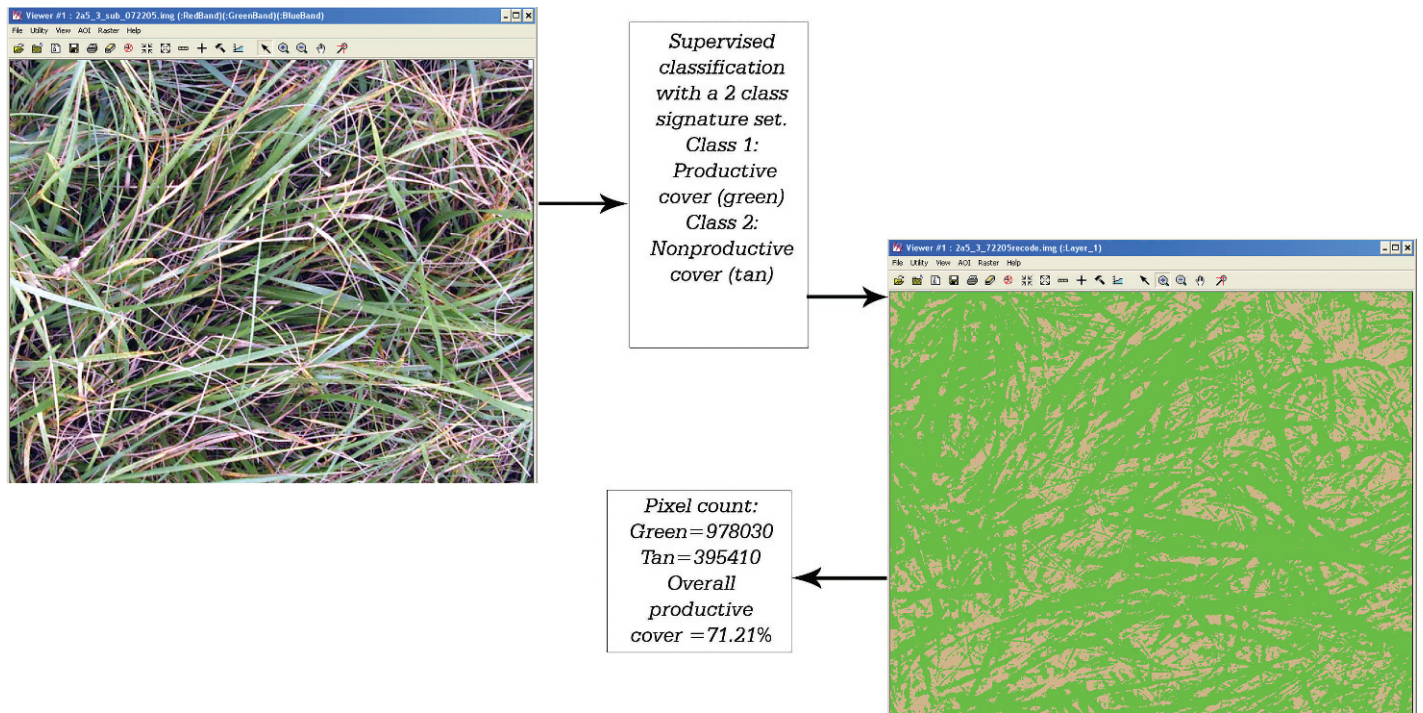 Viewer #1 : 2a5_3_sub_072205.img (:RedBand)(:GreenBand)(:BlueBand)
File Utility View AOI Raster Help
Supervised
classification
with a 2 class
signature set.
Class 1:
Productive
cover (green)
Class 2:
Nonproductive
cover (tan)
Viewer #1 : 2a5_3_72205recode.img (:Layer_1)
File Utility View AOI Raster Help
Pixel count:
Green=978030
Tan=395410
Overall
productive
cover =71.21%